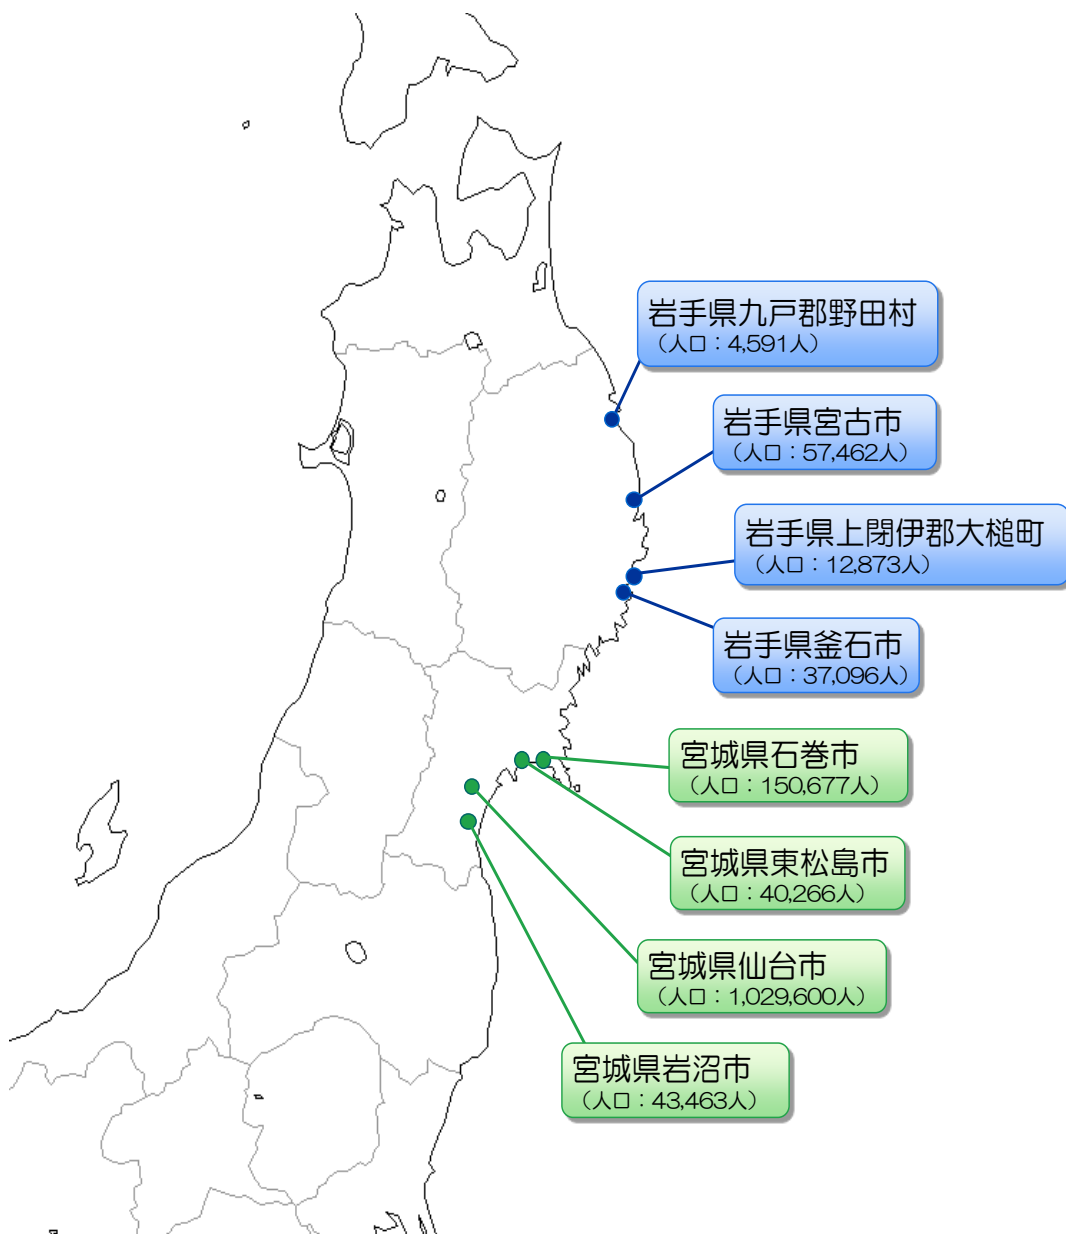 岩手県九戸郡野田村
（人口：4,591人）
岩手県宮古市
（人口：57,462人）
岩手県上閉伊郡大槌町
（人口：12,873人）
岩手県釜石市
（人口：37,096人）
宮城県石巻市
（人口：150,677人）
宮城県東松島市
（人口：40,266人）
宮城県仙台市
（人口：1,029,600人）
宮城県岩沼市
（人口：43,463人）